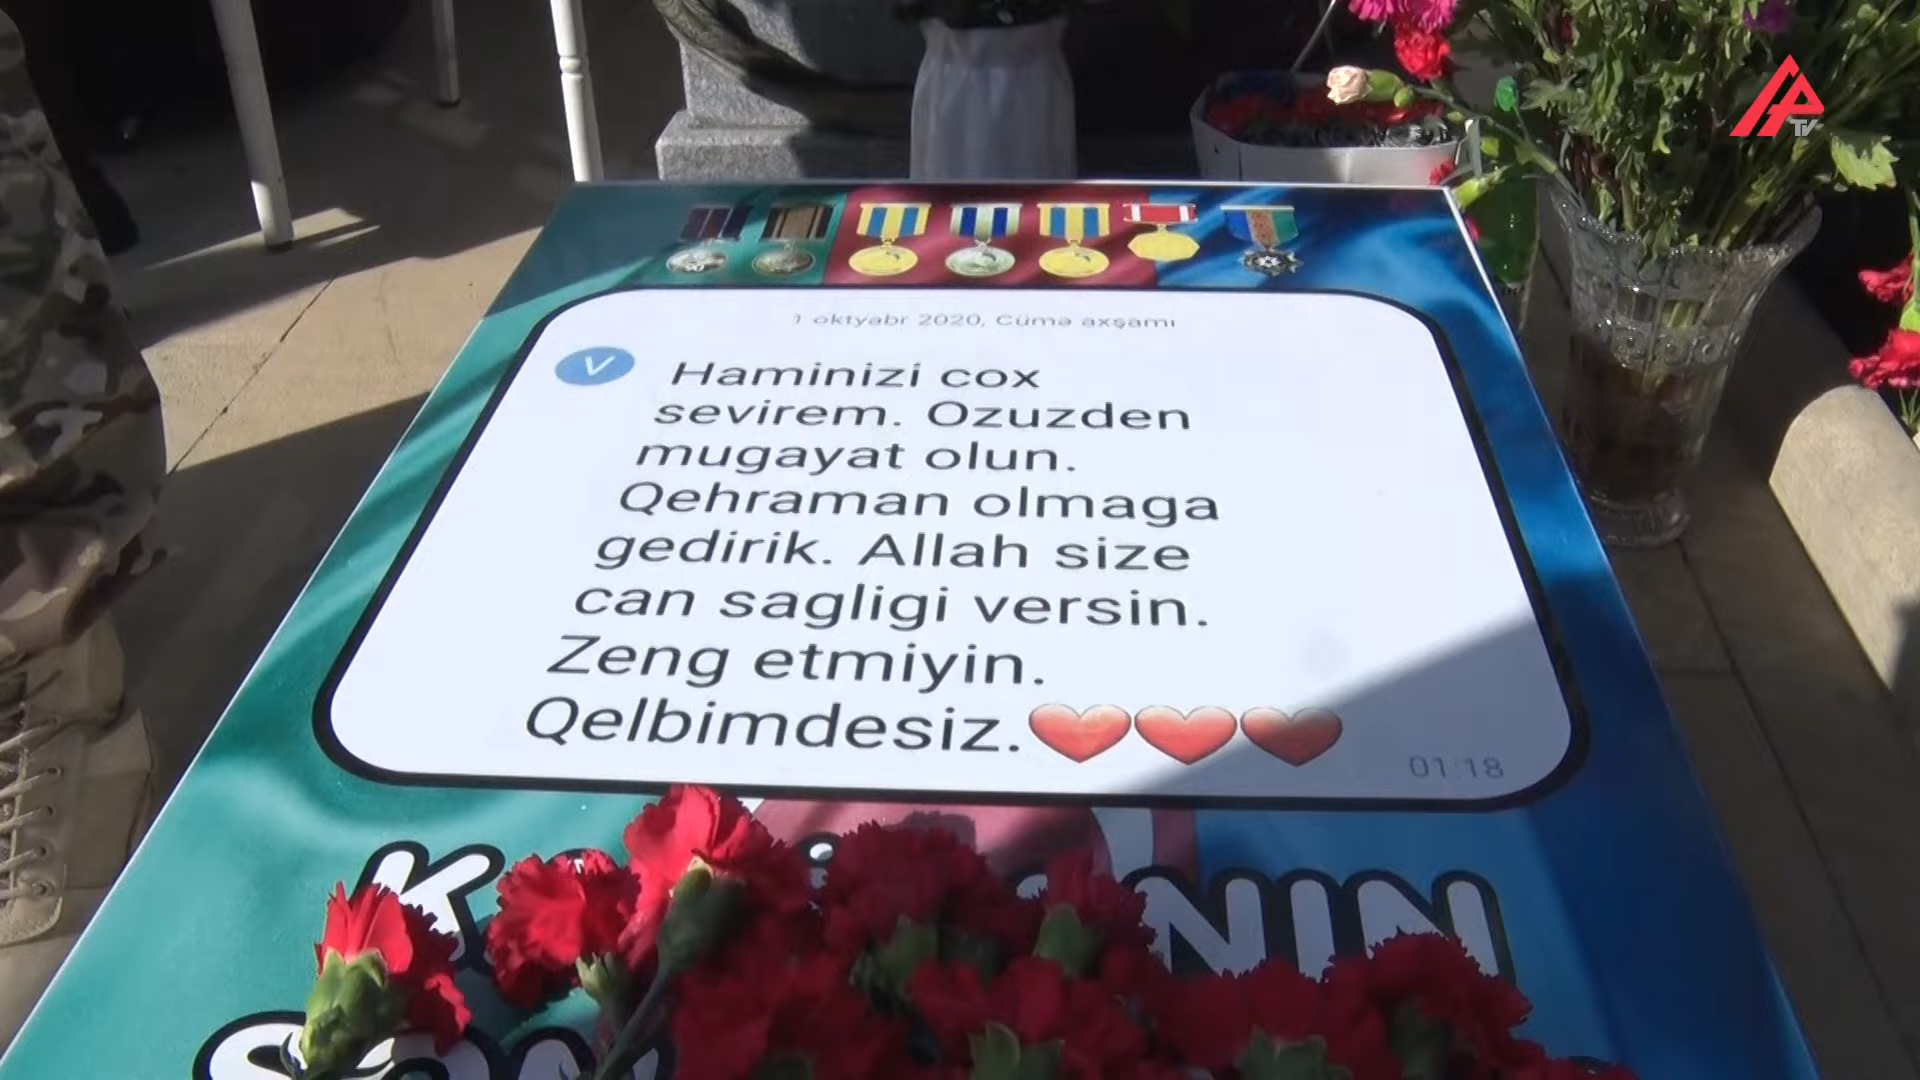 APTV
1 oktyabr 2020, Cümə axşamı
V
Haminizi cox
sevirem. Ozuzden
mugayat olun.
Qehraman olmaga
gedirik. Allah size
can sagligi versin.
Zeng etmiyin.
Qelbimdesiz.❤❤❤
01:18